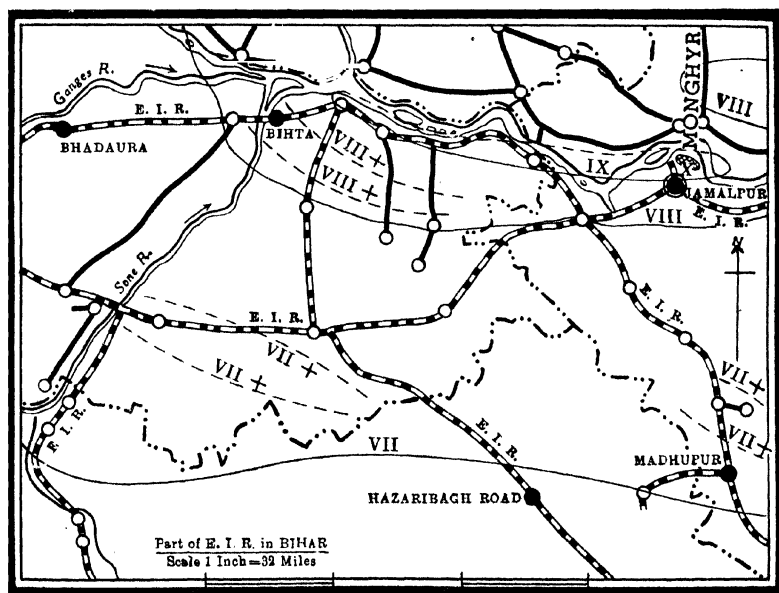 Ganges R.
E. I. R.
BHADAURA
BIHTA
VIII +
VIII +
IX
MONGHYR
VIII
JAMALPUR
VIII
E. I. R.
N
Sone R.
E. I. R.
VII +
VII +
E. I. R.
VII +
VII +
E. I. R.
E. I. R.
VII
MADHUPUR
HAZARIBAGH ROAD
Part of E. I. R. in BIHAR
Scale 1 Inch=32 Miles